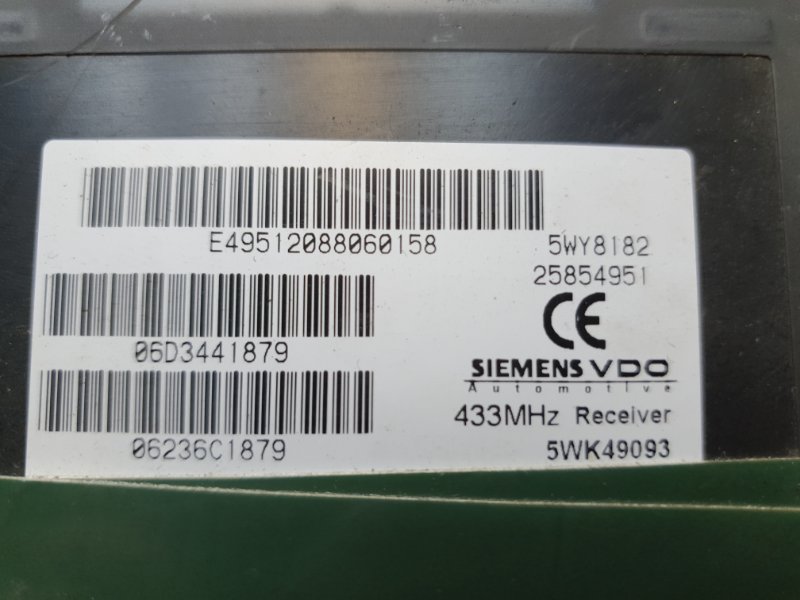 E49512088060158
5WY8182
25854951
CE
06D3441879
SIEMENS VDO
Automotive
433MHz Receiver
06236C1879
5WK49093